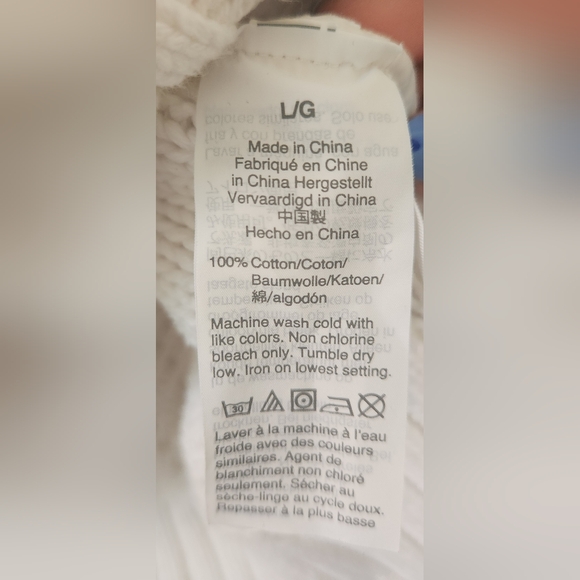 L/G
Made in China
Fabriqué en Chine
in China Hergestellt
Vervaardigd in China
中国製
Hecho en China
100% Cotton/Coton/
Baumwolle/Katoen/
綿/algodón
Machine wash cold with
like colors. Non chlorine
bleach only. Tumble dry
low. Iron on lowest setting.
30
Laver à la machine à l'eau
froide avec des couleurs
similaires. Agent de
blanchiment non chloré
seulement. Sécher au
sèche-linge au cycle doux.
Repasser à la plus basse